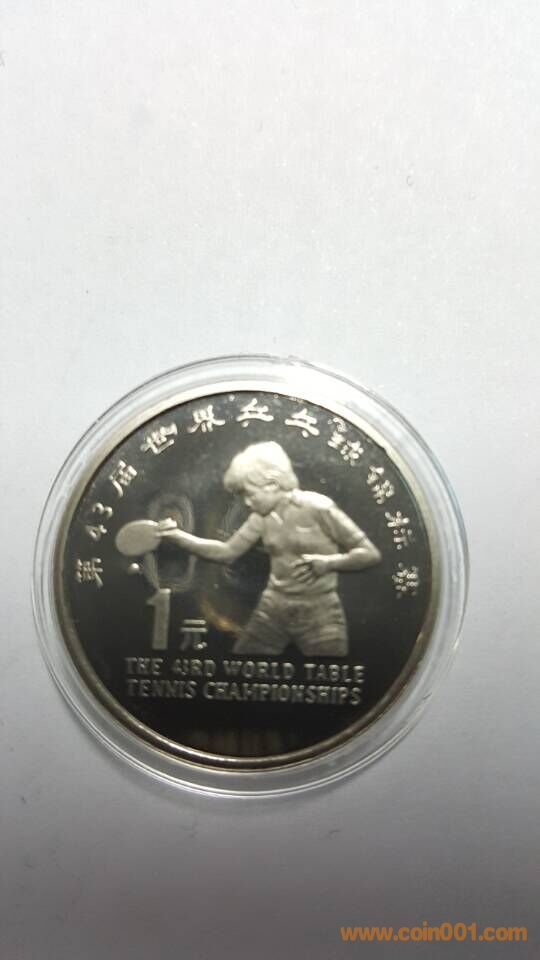 第43届世界乒乓球锦标赛
1元
THE 43RD WORLD TABLE
TENNIS CHAMPIONSHIPS
www.coin001.com